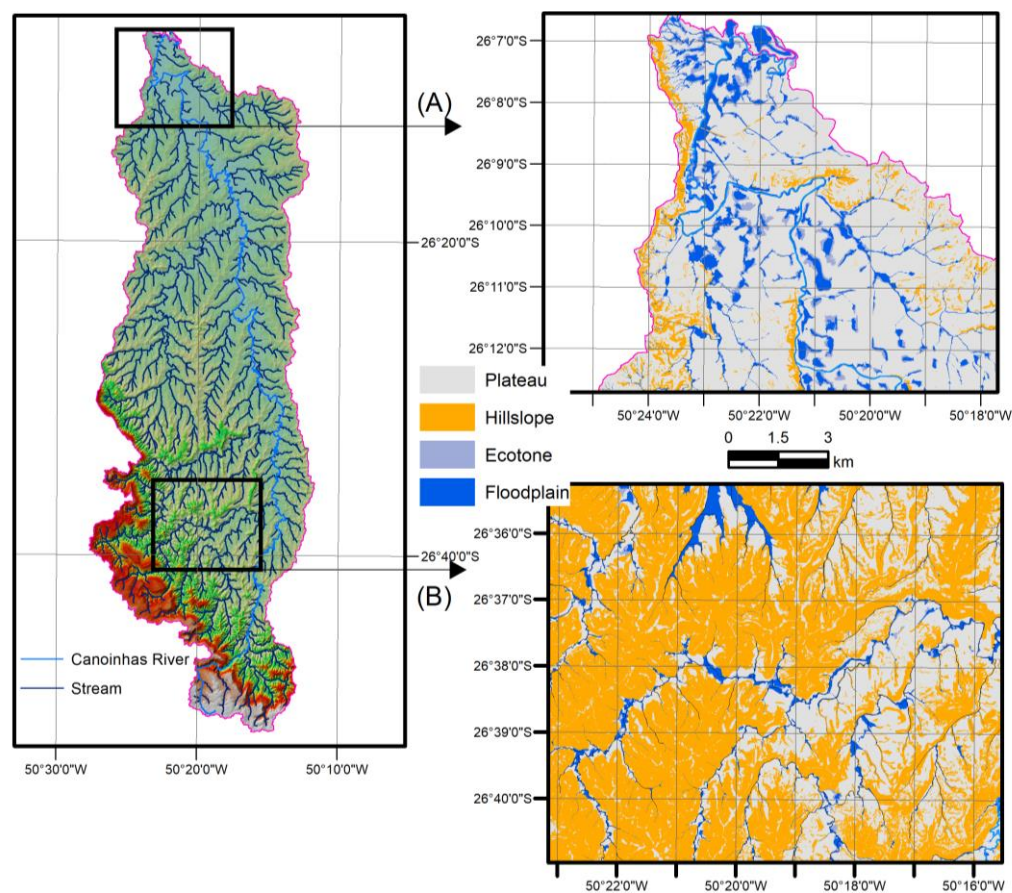 26°7'0"S
26°8'0"S
26°9'0"S
26°10'0"S
26°11'0"S
26°12'0"S
50°24'0"W
50°22'0"W
50°20'0"W
50°18'0"W
(A)
26°20'0"S
26°40'0"S
(B)
Canoinhas River
Stream
50°30'0"W
50°20'0"W
50°10'0"W
Plateau
Hillslope
Ecotone
Floodplain
0 1.5 3
km
26°36'0"S
26°37'0"S
26°38'0"S
26°39'0"S
26°40'0"S
50°22'0"W
50°20'0"W
50°18'0"W
50°16'0"W